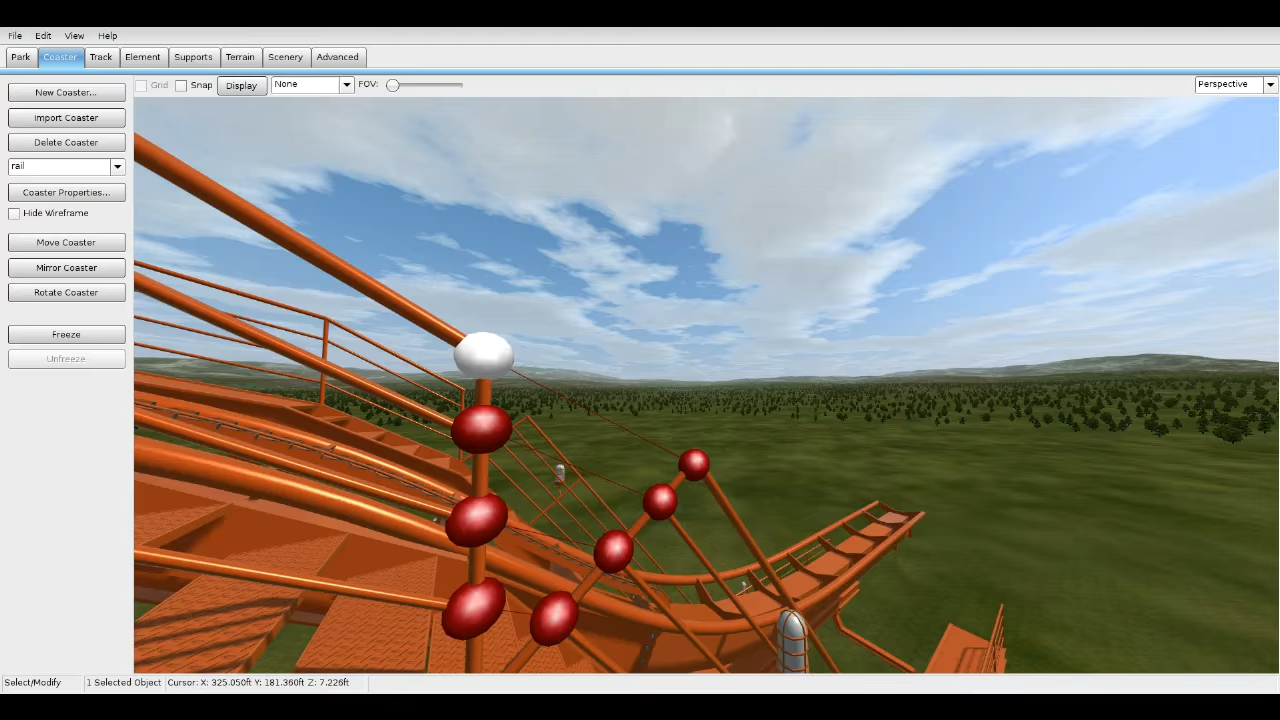 File Edit View Help
Park Coaster Track Element Supports Terrain Scenery Advanced
Grid Snap Display None FOV: Perspective
New Coaster...
Import Coaster
Delete Coaster
rail
Coaster Properties...
Hide Wireframe
Move Coaster
Mirror Coaster
Rotate Coaster
Freeze
Unfreeze
Select/Modify 1 Selected Object Cursor: X: 325.050ft Y: 181.360ft Z: 7.226ft